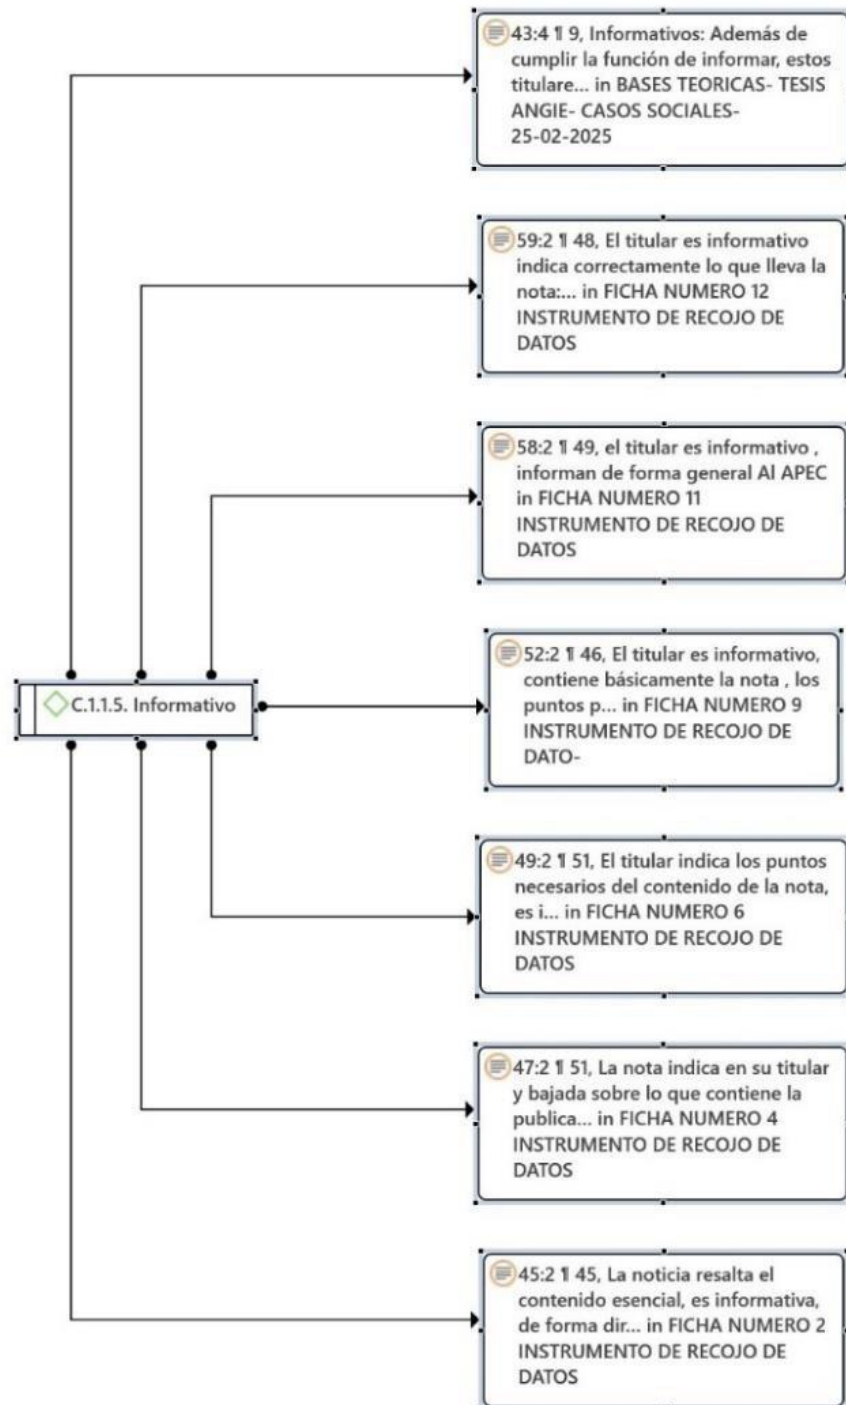 43:4 ¶ 9, Informativos: Además de
cumplir la función de informar, estos
titulare... in BASES TEORICAS- TESIS
ANGIE- CASOS SOCIALES-
25-02-2025
59:2 ¶ 48, El titular es informativo
indica correctamente lo que lleva la
nota:... in FICHA NUMERO 12
INSTRUMENTO DE RECOJO DE
DATOS
58:2 ¶ 49, el titular es informativo ,
informan de forma general Al APEC
in FICHA NUMERO 11
INSTRUMENTO DE RECOJO DE
DATOS
52:2 ¶ 46, El titular es informativo,
contiene básicamente la nota , los
puntos p... in FICHA NUMERO 9
INSTRUMENTO DE RECOJO DE
DATO-
C.1.1.5. Informativo
49:2 ¶ 51, El titular indica los puntos
necesarios del contenido de la nota,
es i... in FICHA NUMERO 6
INSTRUMENTO DE RECOJO DE
DATOS
47:2 ¶ 51, La nota indica en su titular
y bajada sobre lo que contiene la
publica... in FICHA NUMERO 4
INSTRUMENTO DE RECOJO DE
DATOS
45:2 ¶ 45, La noticia resalta el
contenido esencial, es informativa,
de forma dir... in FICHA NUMERO 2
INSTRUMENTO DE RECOJO DE
DATOS